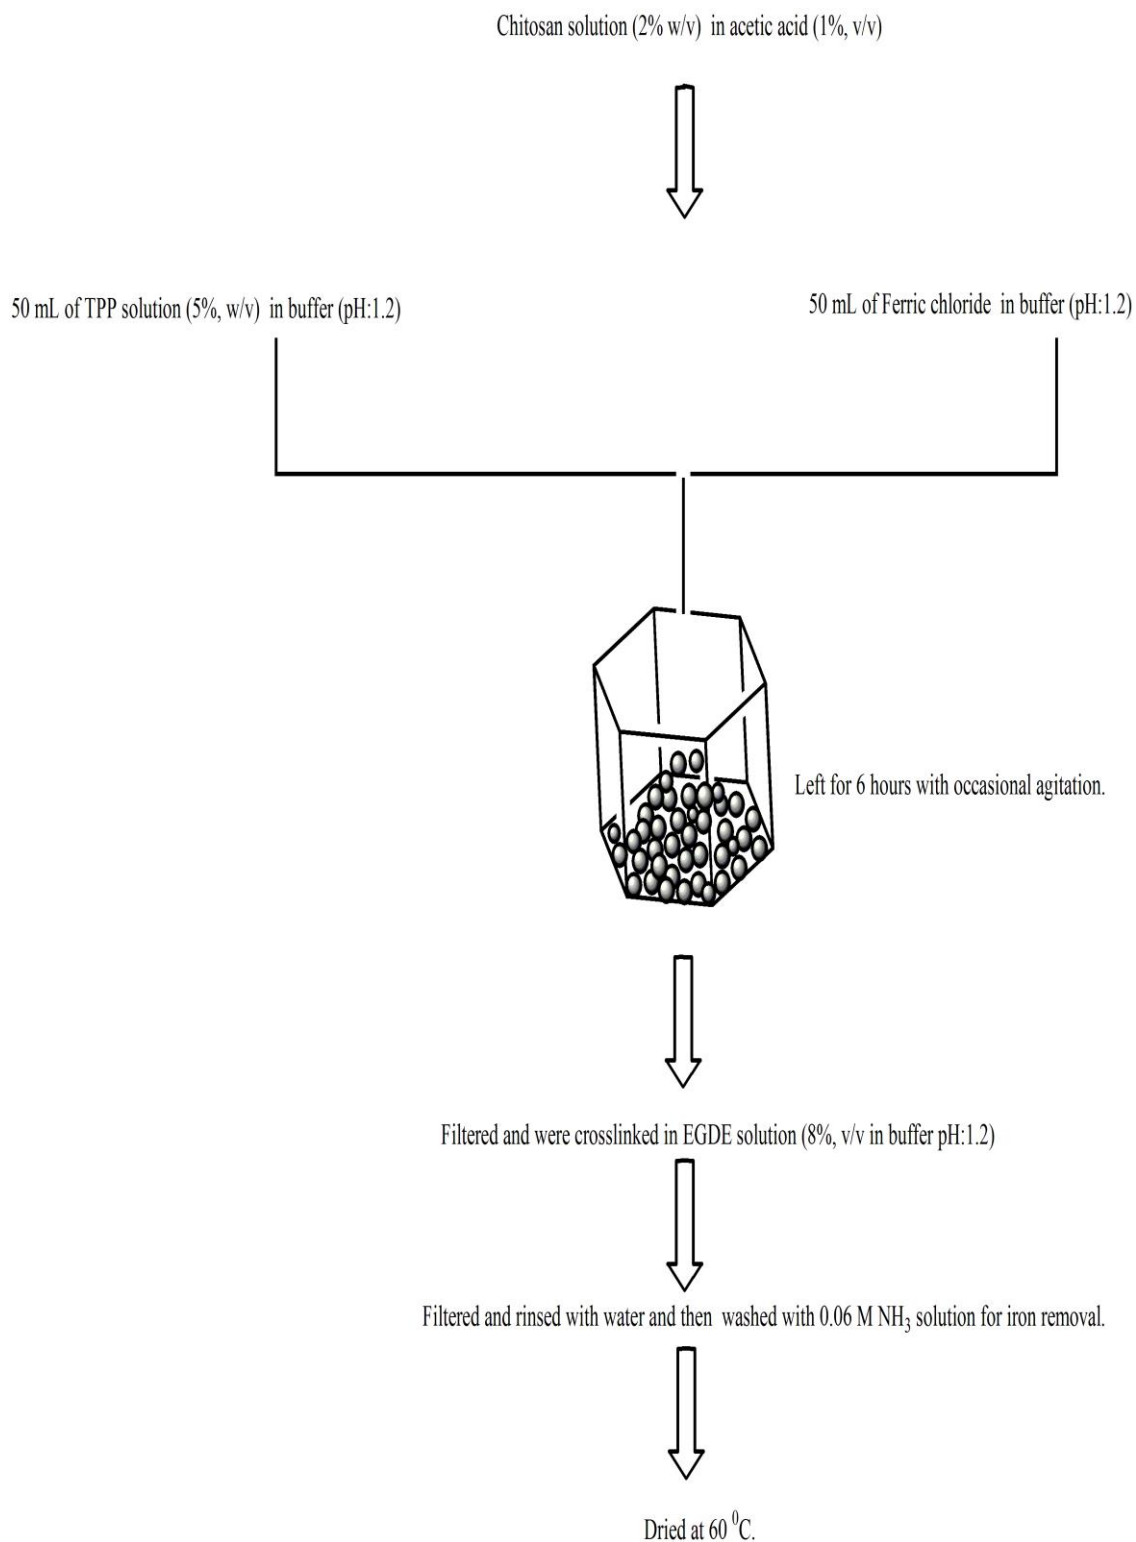 Chitosan solution (2% w/v) in acetic acid (1%, v/v)
50 mL of TPP solution (5%, w/v) in buffer (pH:1.2)
50 mL of Ferric chloride in buffer (pH:1.2)
Left for 6 hours with occasional agitation.
Filtered and were crosslinked in EGDE solution (8%, v/v in buffer pH:1.2)
Filtered and rinsed with water and then washed with 0.06 M NH₃ solution for iron removal.
Dried at 60 ⁰C.